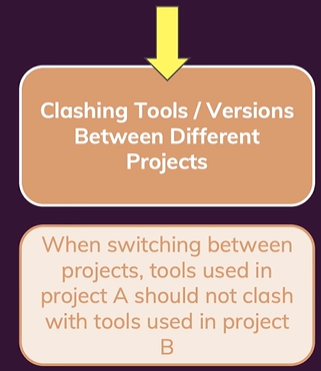 Clashing Tools / Versions
Between Different
Projects
When switching between
projects, tools used in
project A should not clash
with tools used in project
B